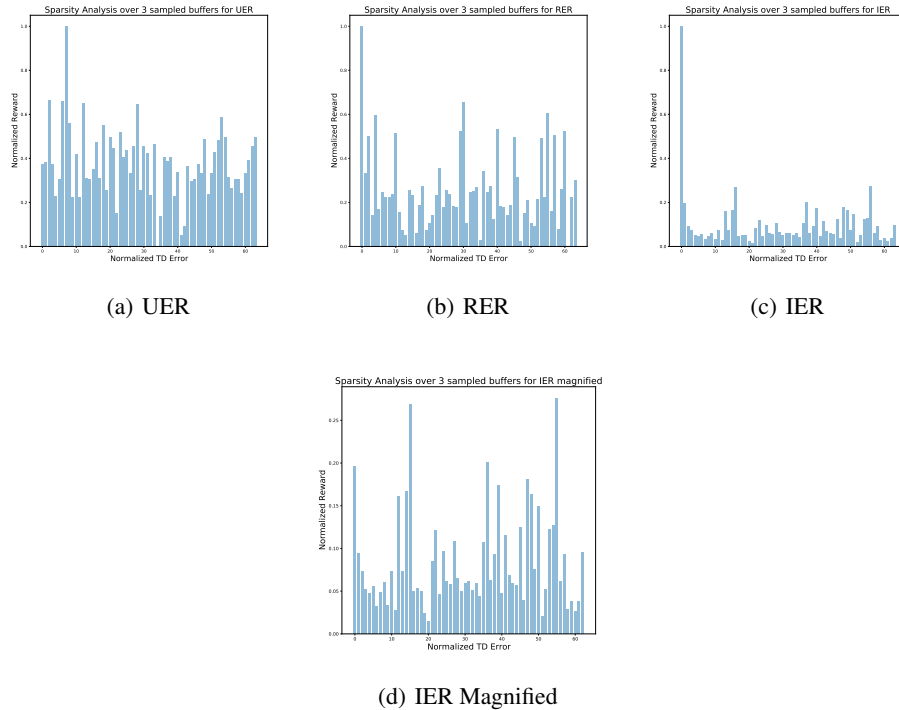 Sparsity Analysis over 3 sampled buffers for UER
1.0
0.8
0.6
0.4
0.2
0.0
Normalized Reward
0 10 20 30 40 50 60
Normalized TD Error
(a) UER
Sparsity Analysis over 3 sampled buffers for RER
1.0
0.8
0.6
0.4
0.2
0.0
Normalized Reward
0 10 20 30 40 50 60
Normalized TD Error
(b) RER
Sparsity Analysis over 3 sampled buffers for IER
1.0
0.8
0.6
0.4
0.2
0.0
Normalized Reward
0 10 20 30 40 50 60
Normalized TD Error
(c) IER
Sparsity Analysis over 3 sampled buffers for IER magnified
0.25
0.20
0.15
0.10
0.05
0.00
Normalized Reward
0 10 20 30 40 50 60
Normalized TD Error
(d) IER Magnified